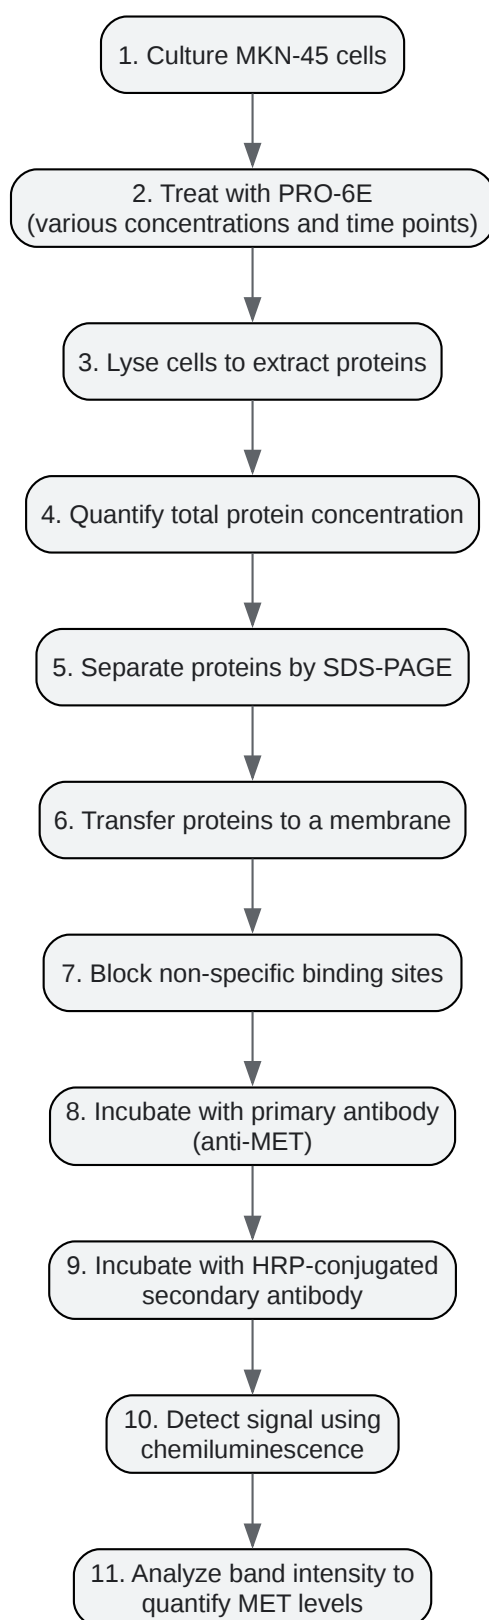 1. Culture MKN-45 cells
2. Treat with PRO-6E
(various concentrations and time points)
3. Lyse cells to extract proteins
4. Quantify total protein concentration
5. Separate proteins by SDS-PAGE
6. Transfer proteins to a membrane
7. Block non-specific binding sites
8. Incubate with primary antibody
(anti-MET)
9. Incubate with HRP-conjugated
secondary antibody
10. Detect signal using
chemiluminescence
11. Analyze band intensity to
quantify MET levels